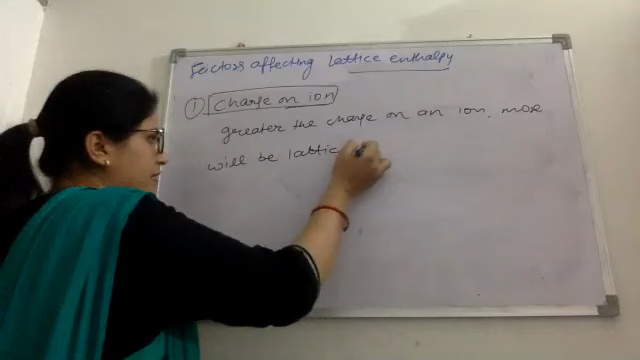 Factors affecting lattice enthalpy
① Charge on ion
greater the charge on an ion, more
will be lattic